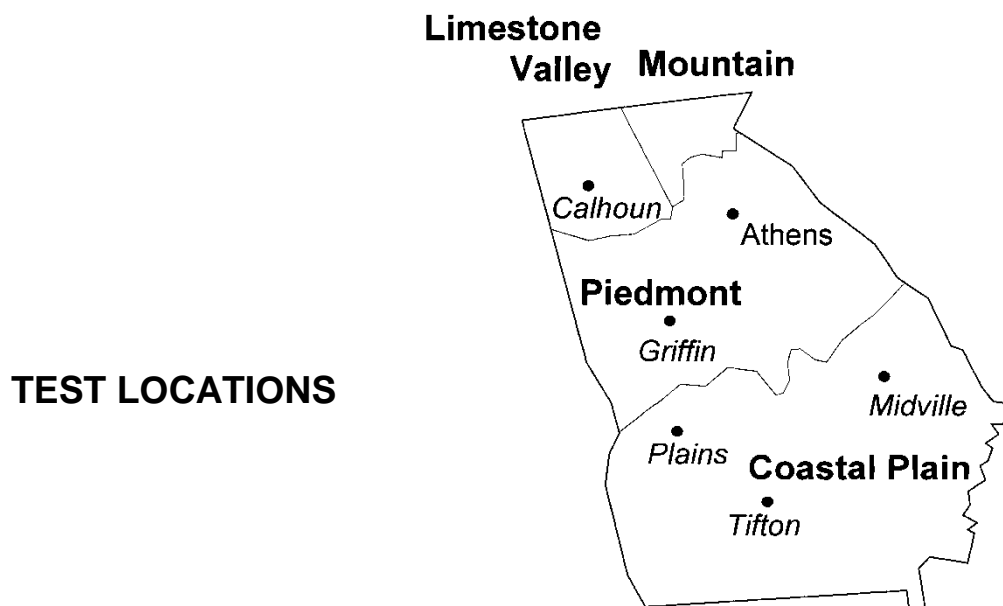 Limestone
Valley
Mountain
Calhoun
Athens
Piedmont
Griffin
TEST LOCATIONS
Midville
Plains
Coastal Plain
Tifton